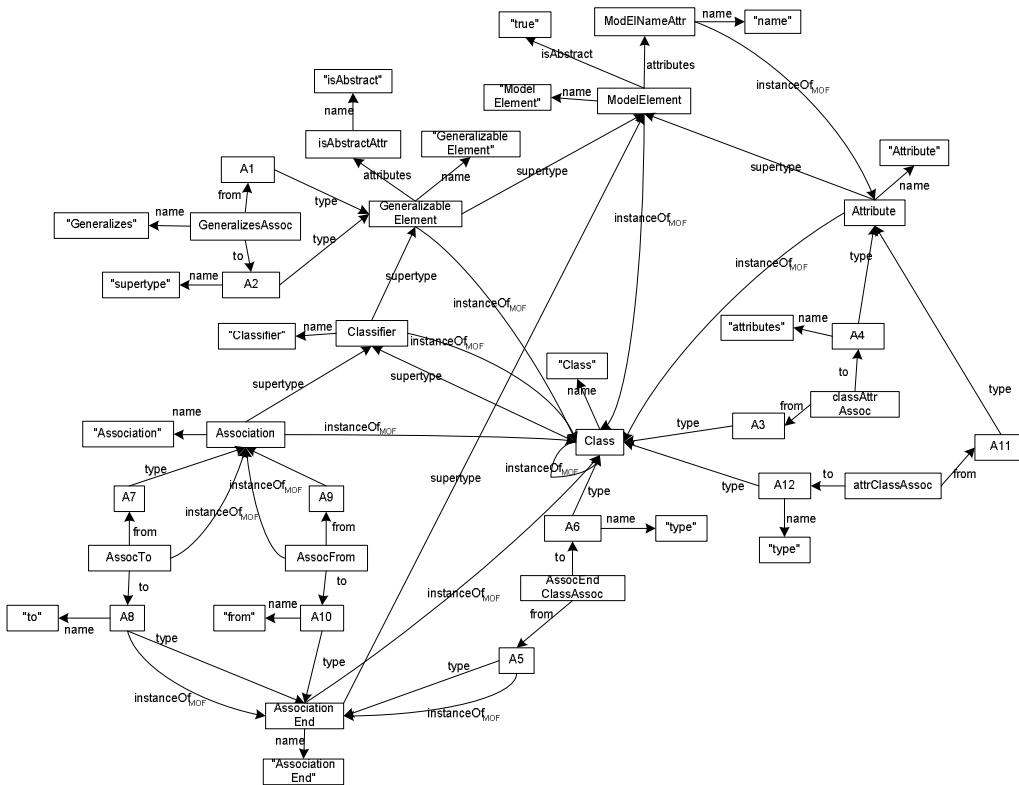 "true"
ModElNameAttr
name
"name"
isAbstract
attributes
"isAbstract"
"Model
Element"
name
ModelElement
instanceOfMOF
name
isAbstractAttr
"Generalizable
Element"
"Attribute"
A1
attributes
name
supertype
supertype
name
from
type
"Generalizes"
name
GeneralizesAssoc
Generalizable
Element
instanceOfMOF
Attribute
to
type
type
"supertype"
name
A2
supertype
instanceOfMOF
instanceOfMOF
"Classifier"
name
Classifier
instanceOfMOF
"attributes"
name
A4
"Class"
to
supertype
supertype
name
type
classAttr
Assoc
from
name
"Association"
Association
instanceOfMOF
Class
type
A3
A11
type
instanceOfMOF
instanceOfMOF
supertype
type
A12
to
attrClassAssoc
from
A7
instanceOfMOF
A9
type
name
from
from
A6
name
"type"
"type"
AssocTo
AssocFrom
to
AssocEnd
ClassAssoc
to
to
instanceOfMOF
from
"to"
name
A8
"from"
name
A10
type
type
A5
type
instanceOfMOF
Association
End
instanceOfMOF
name
"Association
End"